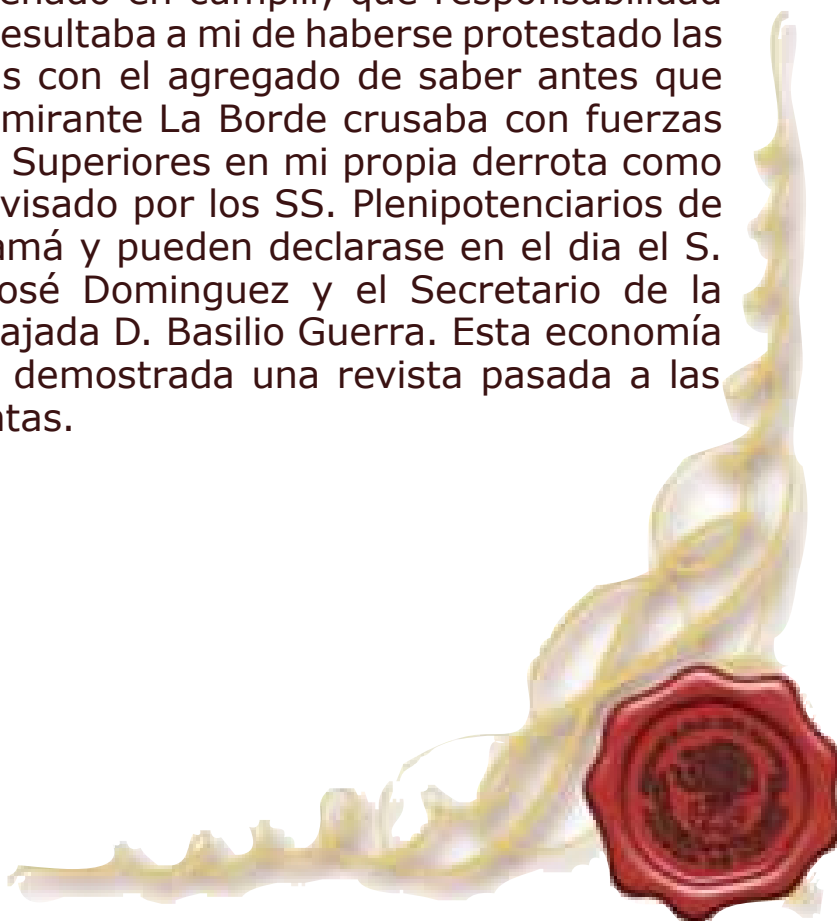 enado en cumplir, que responsabilidad
esultaba a mi de haberse protestado las
s con el agregado de saber antes que
mirante La Borde crusaba con fuerzas
Superiores en mi propia derrota como
visado por los SS. Plenipotenciarios de
amá y pueden declarase en el dia el S.
osé Dominguez y el Secretario de la
ajada D. Basilio Guerra. Esta economía
demostrada una revista pasada a las
atas.